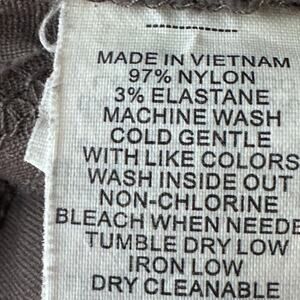 MADE IN VIETNAM
97% NYLON
3% ELASTANE
MACHINE WASH
COLD GENTLE
WITH LIKE COLORS
WASH INSIDE OUT
NON-CHLORINE
BLEACH WHEN NEEDE
TUMBLE DRY LOW
IRON LOW
DRY CLEANABLE